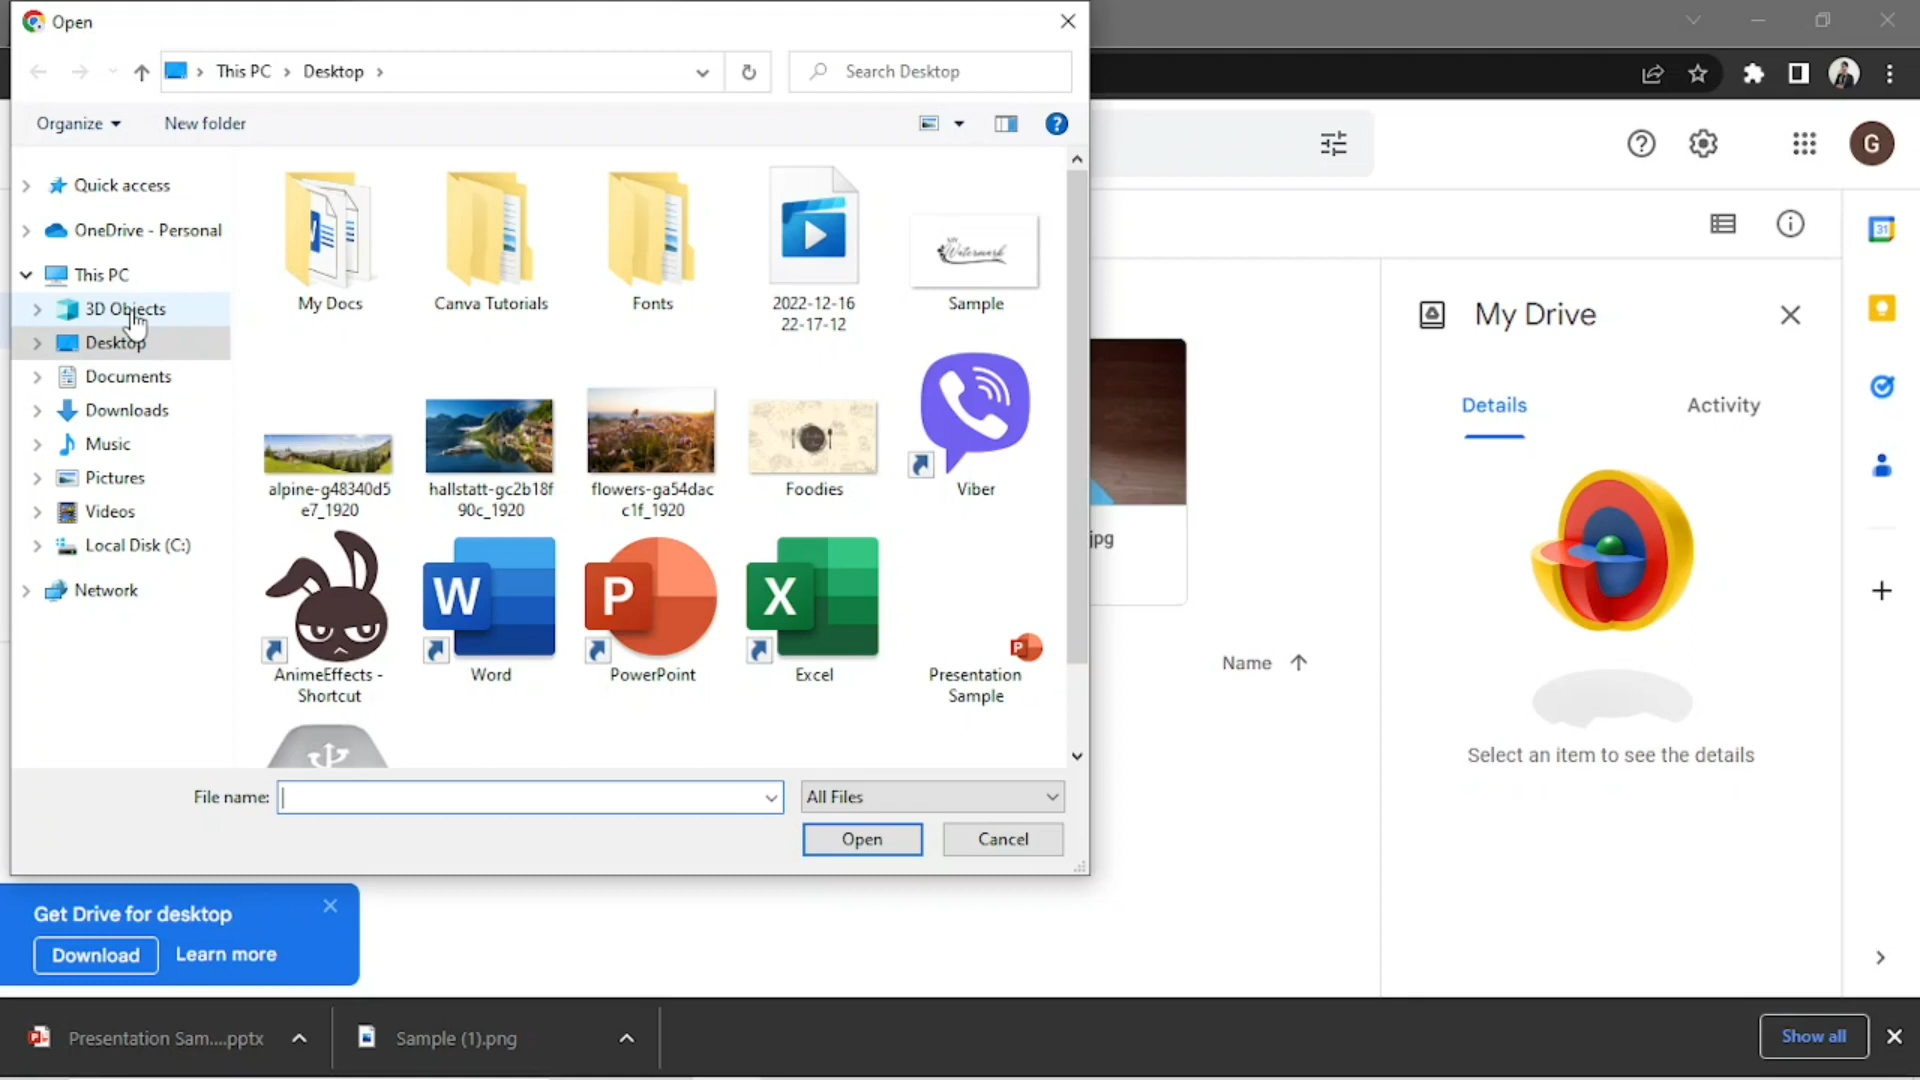 Open
This PC
Desktop
Search Desktop
Organize
New folder
Quick access
OneDrive - Personal
This PC
3D Objects
Desktop
Documents
Downloads
Music
Pictures
Videos
Local Disk (C:)
Network
My Docs
Canva Tutorials
Fonts
2022-12-16
22-17-12
Watermark
Sample
alpine-g48340d5
e7_1920
hallstatt-gc2b18f
90c_1920
flowers-ga54dac
c1f_1920
Foodies
Viber
AnimeEffects -
Shortcut
W
Word
P
PowerPoint
X
Excel
P
Presentation
Sample
File name:
All Files
Open
Cancel
G
31
My Drive
Details
Activity
jpg
Name
Select an item to see the details
Get Drive for desktop
Download
Learn more
Presentation Sam....pptx
Sample (1).png
Show all